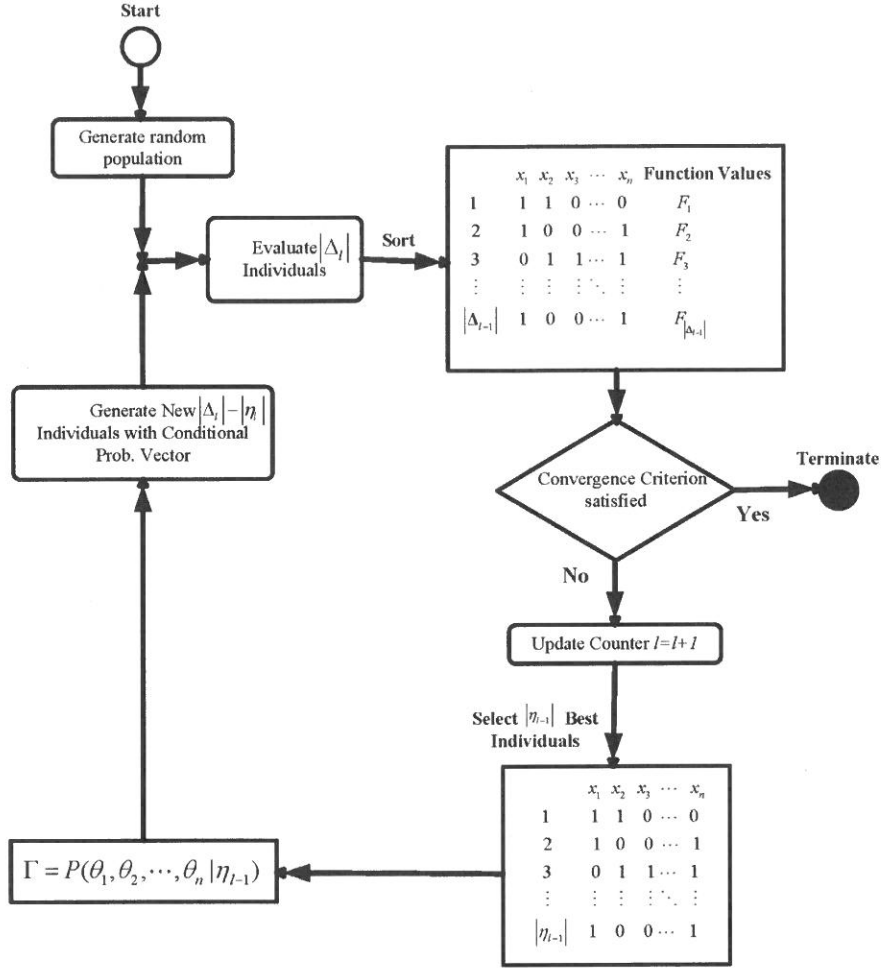 Start
Generate random
population
Evaluate |Δ_l|
Individuals
Sort
x_1 x_2 x_3 ⋯ x_n Function Values
1 1 1 0 ⋯ 0 F_1
2 1 0 0 ⋯ 1 F_2
3 0 1 1 ⋯ 1 F_3
⋮ ⋮ ⋮ ⋮ ⋱ ⋮ ⋮
|Δ_{l−1}| 1 0 0 ⋯ 1 F_{|Δ_{l−1}|}
Generate New |Δ_l|−|η_l|
Individuals with Conditional
Prob. Vector
Convergence Criterion
satisfied
Terminate
Yes
No
Update Counter l=l+1
Select |η_{l−1}| Best
Individuals
x_1 x_2 x_3 ⋯ x_n
1 1 1 0 ⋯ 0
2 1 0 0 ⋯ 1
3 0 1 1 ⋯ 1
⋮ ⋮ ⋮ ⋮ ⋱ ⋮
|η_{l−1}| 1 0 0 ⋯ 1
Γ = P(θ_1, θ_2, ⋯, θ_n | η_{l−1})